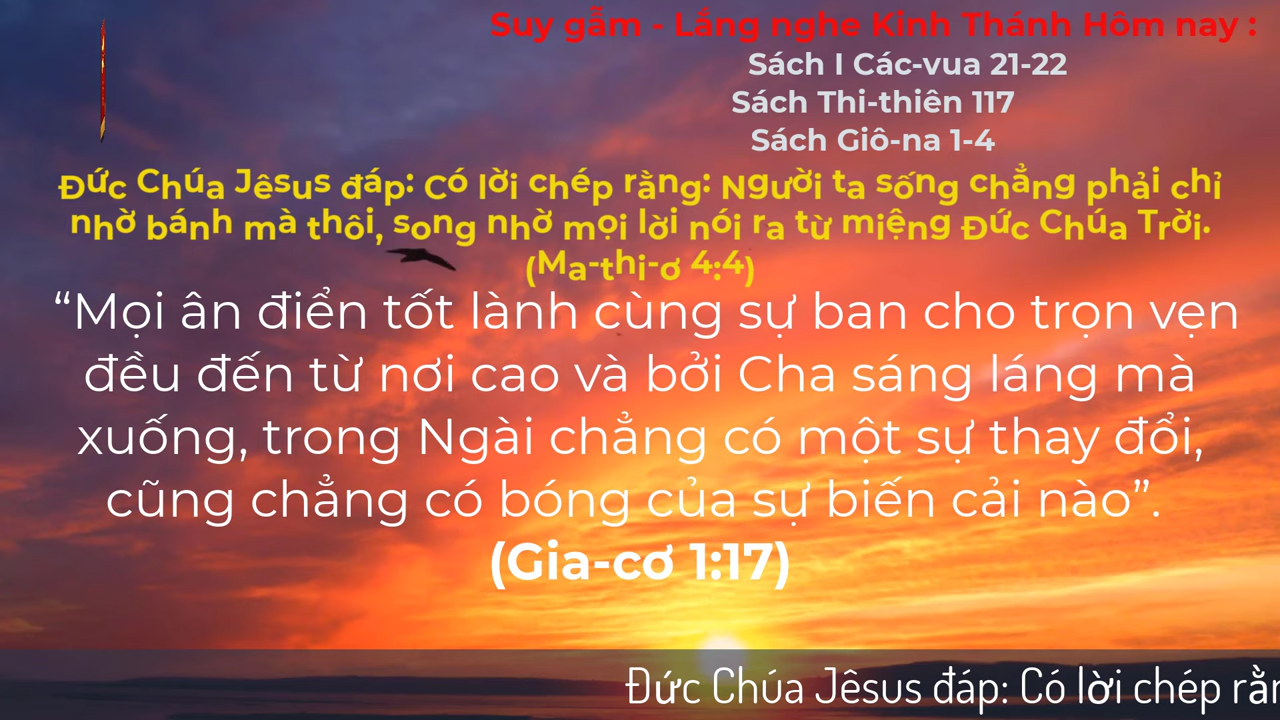 Suy gẫm - Lắng nghe Kinh Thánh Hôm nay :
Sách I Các-vua 21-22
Sách Thi-thiên 117
Sách Giô-na 1-4
Đức Chúa Jêsus đáp: Có lời chép rằng: Người ta sống chẳng phải chỉ
nhờ bánh mà thôi, song nhờ mọi lời nói ra từ miệng Đức Chúa Trời.
(Ma-thi-ơ 4:4)
“Mọi ân điển tốt lành cùng sự ban cho trọn vẹn
đều đến từ nơi cao và bởi Cha sáng láng mà
xuống, trong Ngài chẳng có một sự thay đổi,
cũng chẳng có bóng của sự biến cải nào”.
(Gia-cơ 1:17)
Đức Chúa Jêsus đáp: Có lời chép